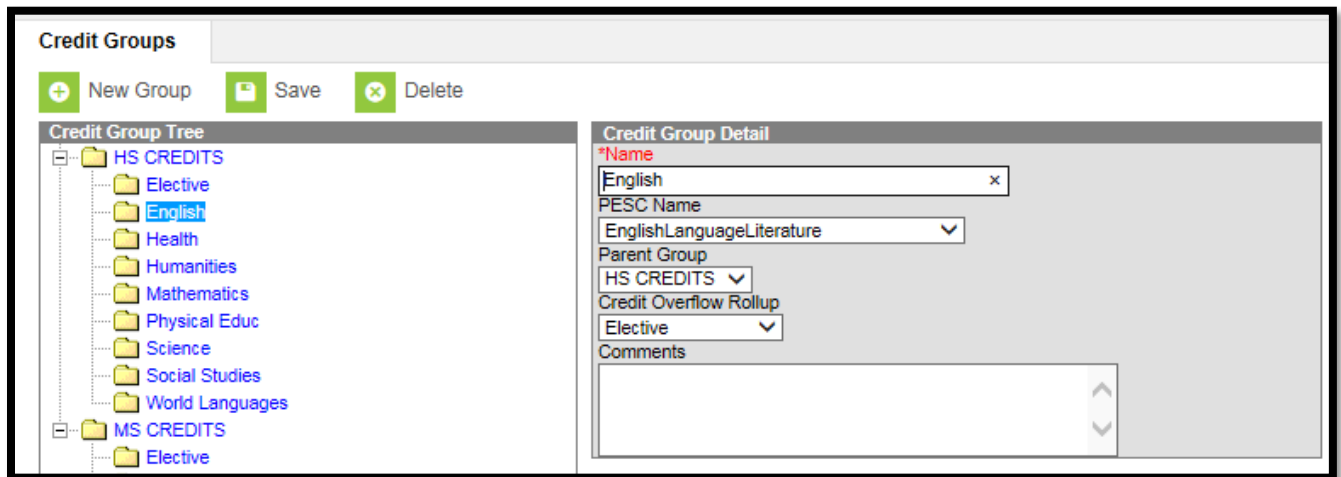 Credit Groups
New Group Save Delete
Credit Group Tree
HS CREDITS
Elective
English
Health
Humanities
Mathematics
Physical Educ
Science
Social Studies
World Languages
MS CREDITS
Elective
Credit Group Detail
*Name
English
PESC Name
EnglishLanguageLiterature
Parent Group
HS CREDITS
Credit Overflow Rollup
Elective
Comments